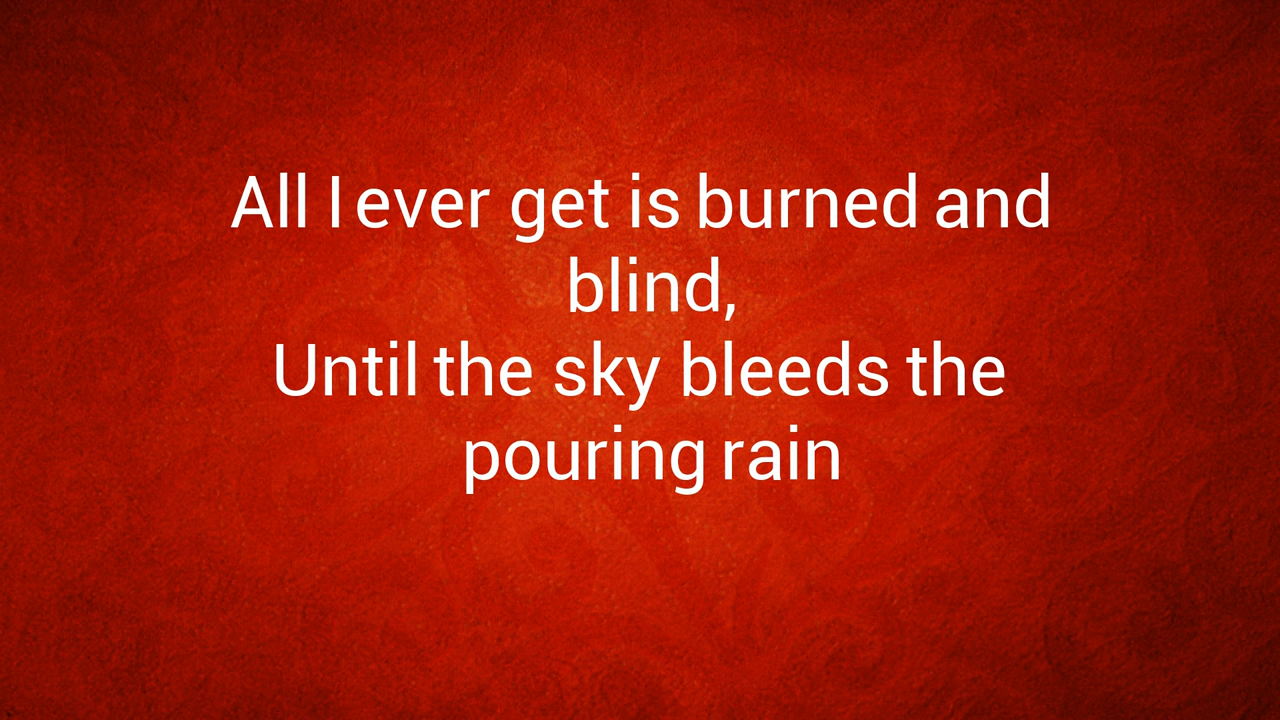 All I ever get is burned and
blind,
Until the sky bleeds the
pouring rain